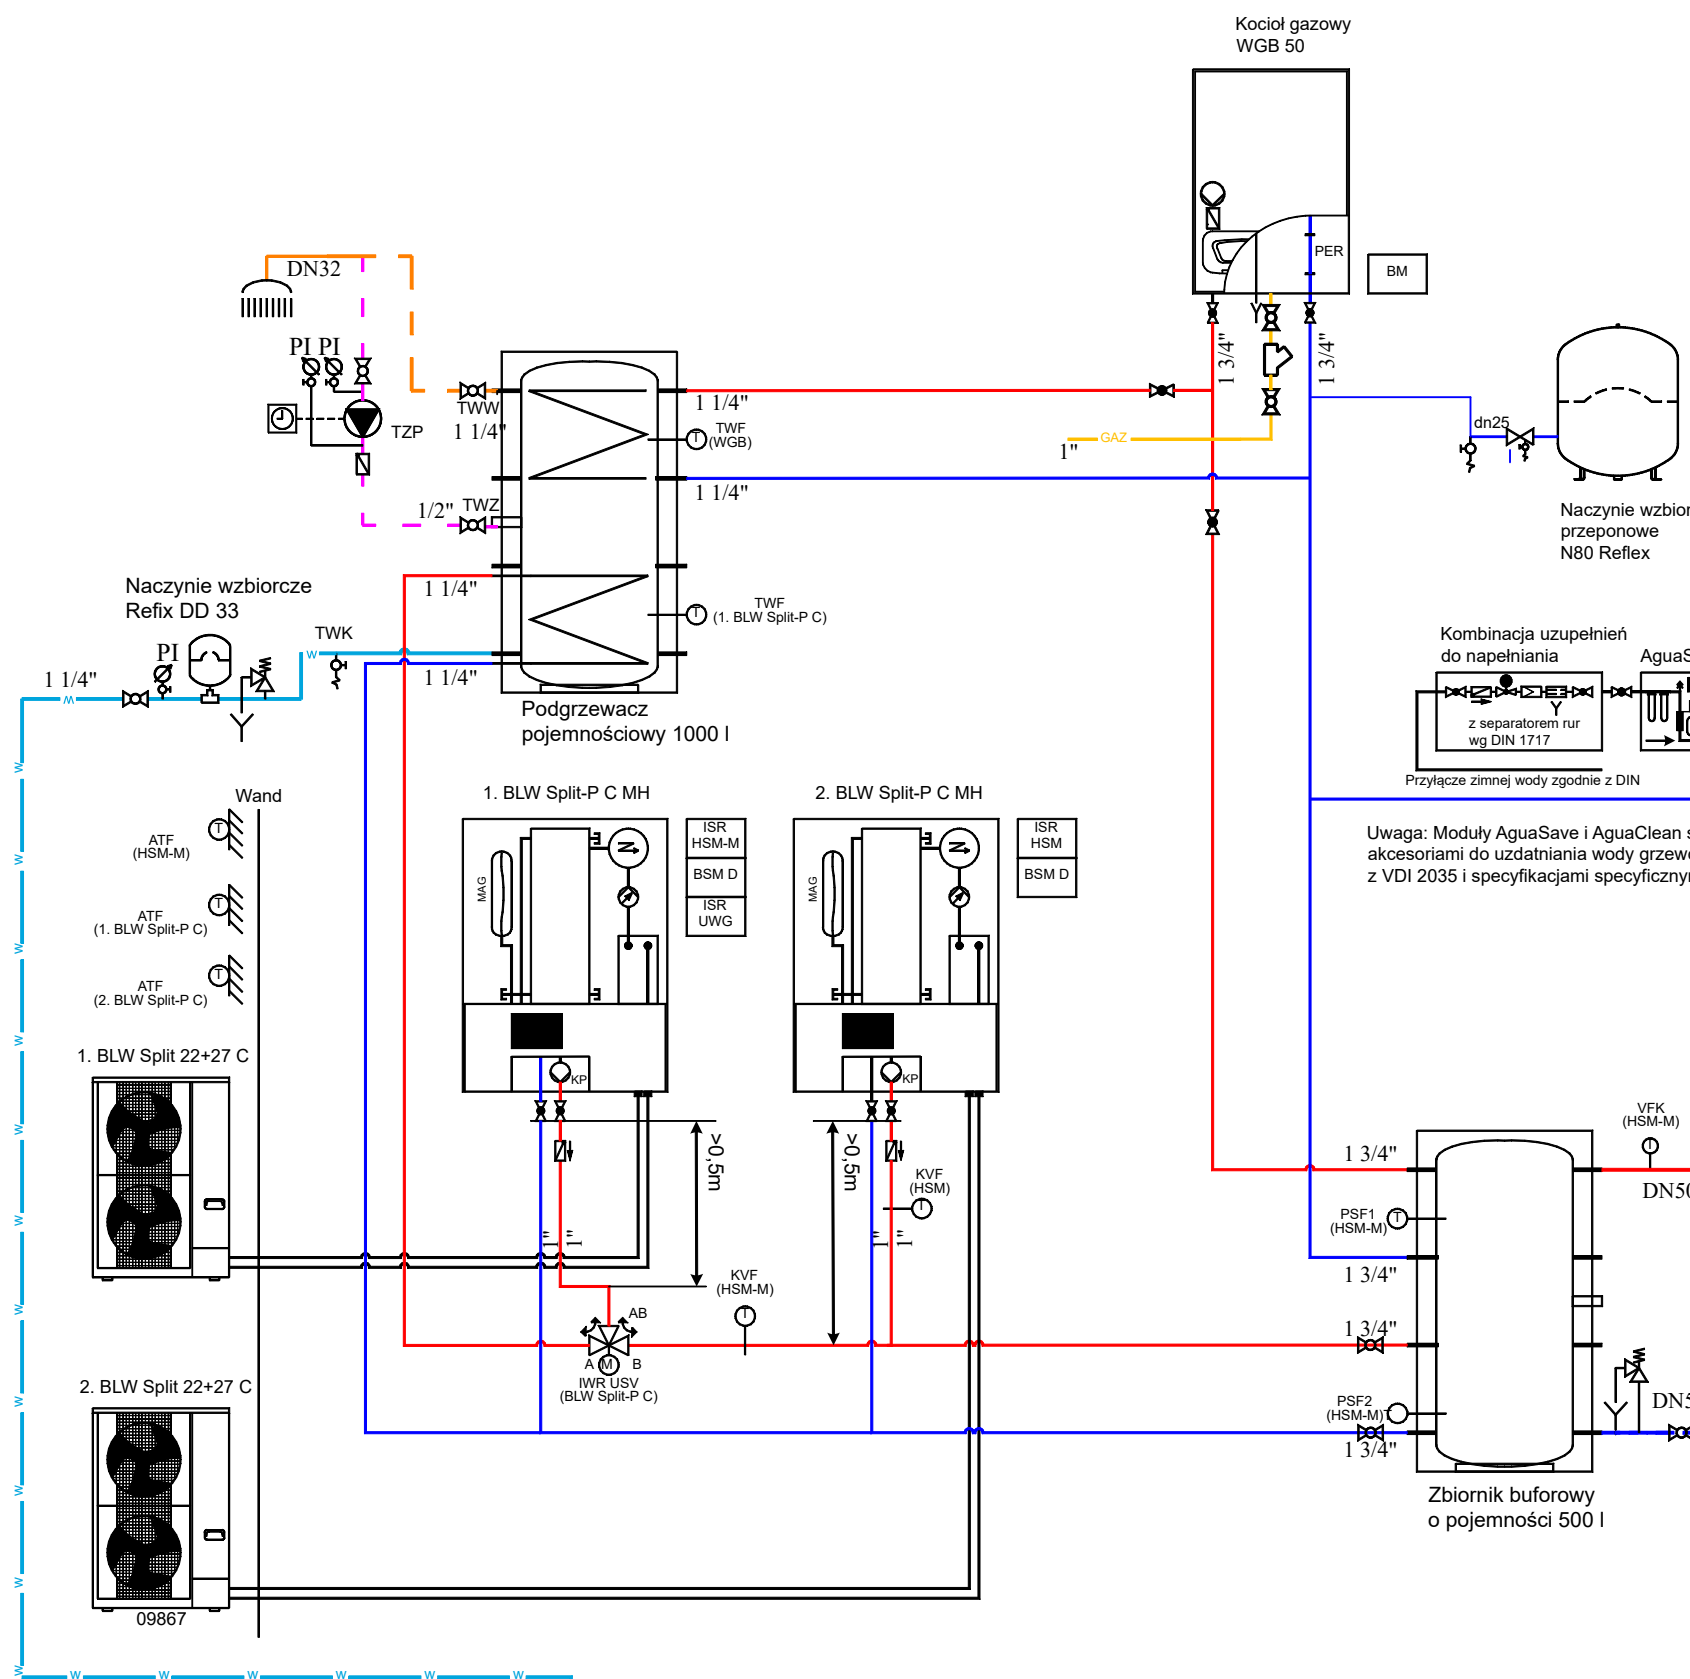 Kocioł gazowy
WGB 50
PER
BM
DN32
PI PI
TZP
TWW
1 1/4"
1 1/4"
TWF
(WGB)
1 3/4"
1 3/4"
GAZ
1"
dn25
1/2"
TWZ
1 1/4"
Naczynie wzbior
przeponowe
N80 Reflex
Naczynie wzbiorcze
Refix DD 33
1 1/4"
TWF
(1. BLW Split-P C)
TWK
PI
W
1 1/4"
W
1 1/4"
Podgrzewacz
pojemnościowy 1000 l
Kombinacja uzupełnień
do napełniania
AguaS
z separatorem rur
wg DIN 1717
Przyłącze zimnej wody zgodnie z DIN
Uwaga: Moduły AguaSave i AguaClean s
akcesoriami do uzdatniania wody grzew
z VDI 2035 i specyfikacjami specyficzny
Wand
ATF
(HSM-M)
ATF
(1. BLW Split-P C)
ATF
(2. BLW Split-P C)
1. BLW Split-P C MH
MAG
N
KP
ISR
HSM-M
BSM D
ISR
UWG
2. BLW Split-P C MH
MAG
N
KP
ISR
HSM
BSM D
1. BLW Split 22+27 C
2. BLW Split 22+27 C
09867
>0,5m
>0,5m
1"
1"
1"
1"
KVF
(HSM)
KVF
(HSM-M)
AB
A
M
B
IWR USV
(BLW Split-P C)
1 3/4"
VFK
(HSM-M)
DN50
PSF1
(HSM-M)
T
1 3/4"
1 3/4"
PSF2
(HSM-M)
T
1 3/4"
DN5
Zbiornik buforowy
o pojemności 500 l
W W W W W W